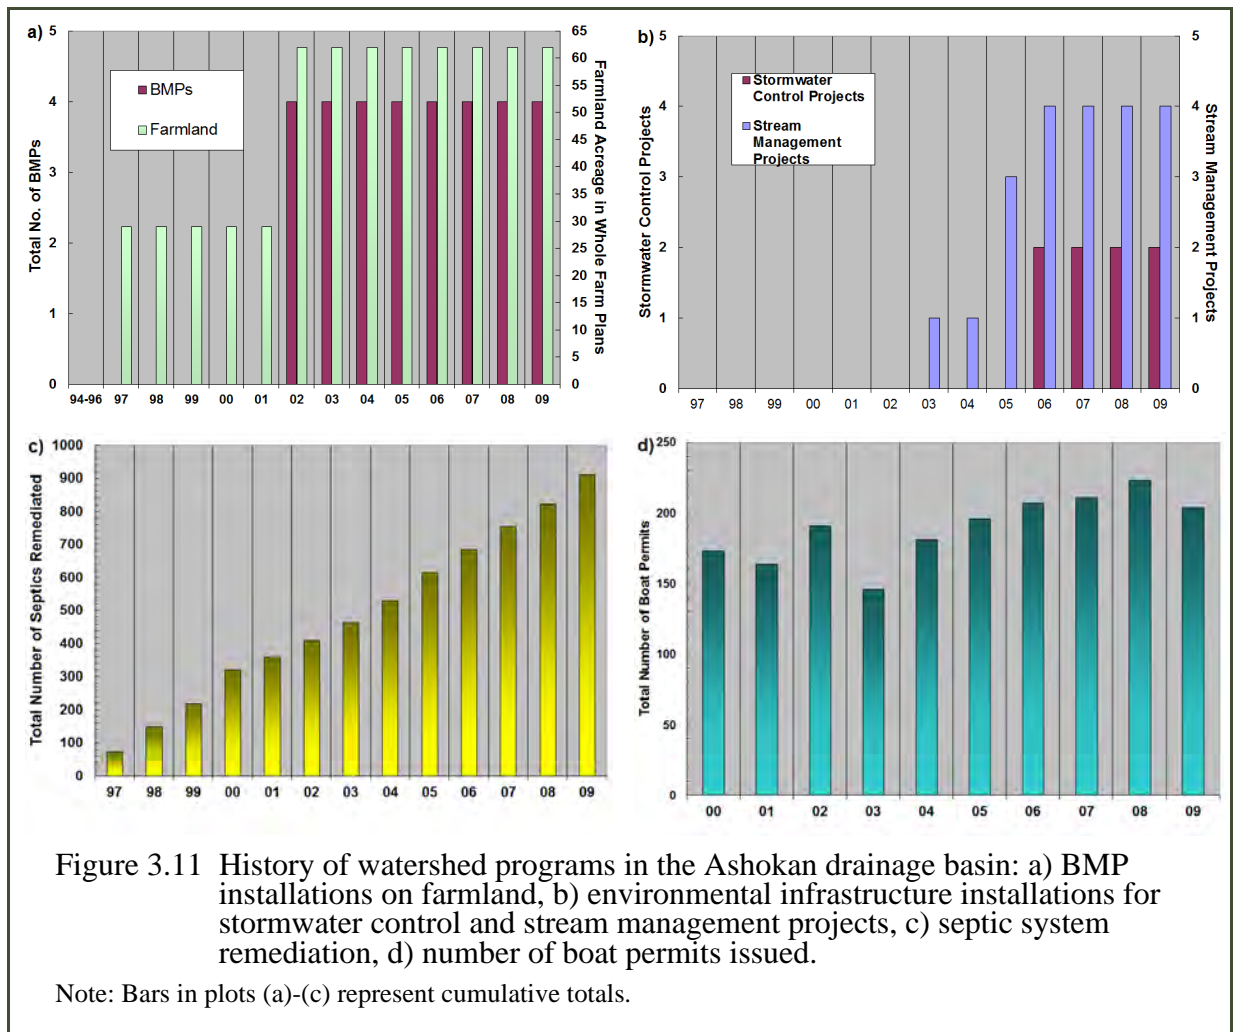 a)
5
4
3
2
1
0
Total No. of BMPs
BMPs
Farmland
65
60
55
50
45
40
35
30
25
20
15
10
5
0
Farmland Acreage in Whole Farm Plans
94-96 97 98 99 00 01 02 03 04 05 06 07 08 09
b)
5
4
3
2
1
0
Stormwater Control Projects
Stormwater
Control Projects
Stream
Management
Projects
5
4
3
2
1
0
Stream Management Projects
97 98 99 00 01 02 03 04 05 06 07 08 09
c)
1000
900
800
700
600
500
400
300
200
100
0
Total Number of Septics Remediated
97 98 99 00 01 02 03 04 05 06 07 08 09
d)
250
200
150
100
50
0
Total Number of Boat Permits
00 01 02 03 04 05 06 07 08 09
Figure 3.11 History of watershed programs in the Ashokan drainage basin: a) BMP
installations on farmland, b) environmental infrastructure installations for
stormwater control and stream management projects, c) septic system
remediation, d) number of boat permits issued.
Note: Bars in plots (a)-(c) represent cumulative totals.